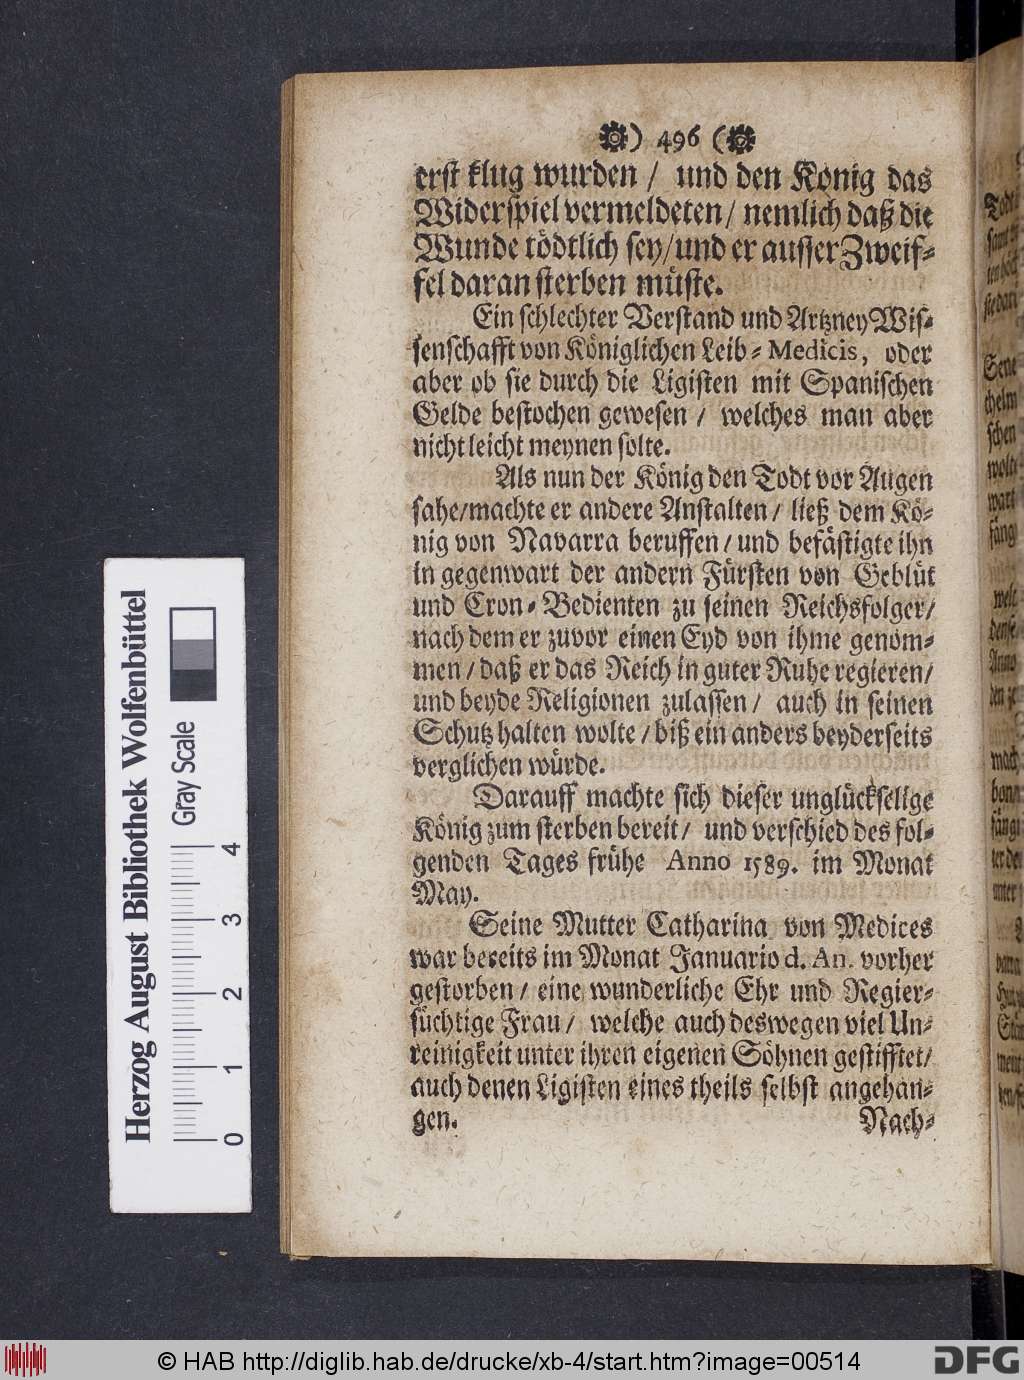 ) 496 (
erst klug wurden / und den König das
Widerspiel vermeldeten / nemlich daß die
Wunde tödtlich sey / und er ausser Zweif-
fel daran sterben müste.
Ein schlechter Verstand und Artzney Wis-
senschafft von Königlichen Leib-Medicis, oder
aber ob sie durch die Ligisten mit Spanischen
Gelde bestochen gewesen / welches man aber
nicht leicht meynen solte.
Als nun der König den Todt vor Augen
sahe / machte er andere Anstalten / ließ dem Kö-
nig von Navarra beruffen / und befästigte ihn
in gegenwart der andern Fürsten von Geblüt
und Cron-Bedienten zu seinen Reichsfolger /
nach dem er zuvor einen Eyd von ihme genom-
men / daß er das Reich in guter Ruhe regieren /
und beyde Religionen zulassen / auch in seinen
Schutz halten wolte / biß ein anders beyderseits
verglichen würde.
Darauff machte sich dieser unglückselige
König zum sterben bereit / und verschied des fol-
genden Tages frühe Anno 1589. im Monat
May.
Seine Mutter Catharina von Medices
war bereits im Monat Januario d. An. vorher
gestorben / eine wunderliche Ehr und Regier-
süchtige Frau / welche auch deswegen viel Un-
reinigkeit unter ihren eigenen Söhnen gestifftet /
auch denen Ligisten eines theils selbst angehan-
gen.
Nach-
Herzog August Bibliothek Wolfenbüttel
Gray Scale
0 1 2 3 4
© HAB http://diglib.hab.de/drucke/xb-4/start.htm?image=00514
DFG